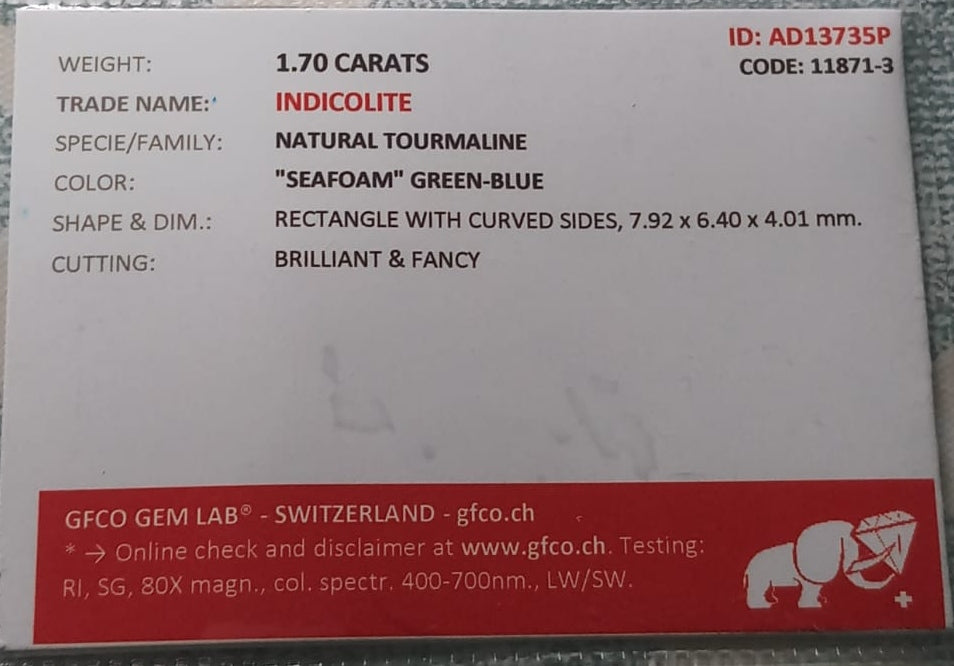 ID: AD13735P
CODE: 11871-3
WEIGHT: 1.70 CARATS
TRADE NAME:* INDICOLITE
SPECIE/FAMILY: NATURAL TOURMALINE
COLOR: "SEAFOAM" GREEN-BLUE
SHAPE & DIM.: RECTANGLE WITH CURVED SIDES, 7.92 x 6.40 x 4.01 mm.
CUTTING: BRILLIANT & FANCY
GFCO GEM LAB® - SWITZERLAND - gfco.ch
* → Online check and disclaimer at www.gfco.ch. Testing:
RI, SG, 80X magn., col. spectr. 400-700nm., LW/SW.